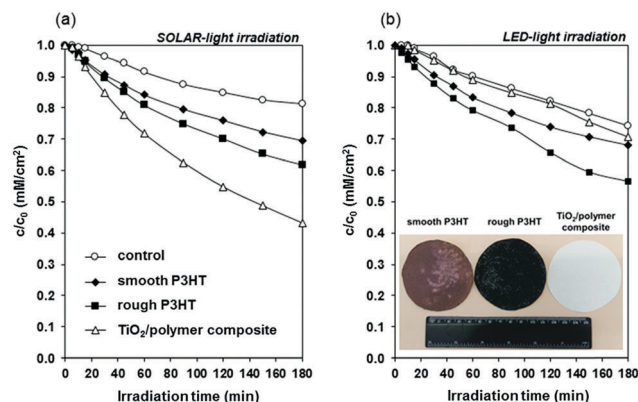 (a)
SOLAR-light irradiation
c/c0 (mM/cm²)
1.0
0.9
0.8
0.7
0.6
0.5
0.4
0.3
0.2
0.1
0.0
control
smooth P3HT
rough P3HT
TiO2/polymer composite
0 20 40 60 80 100 120 140 160 180
Irradiation time (min)
(b)
LED-light irradiation
c/c0 (mM/cm²)
1.0
0.9
0.8
0.7
0.6
0.5
0.4
0.3
0.2
0.1
0.0
smooth P3HT
rough P3HT
TiO2/polymer
composite
0 20 40 60 80 100 120 140 160 180
Irradiation time (min)